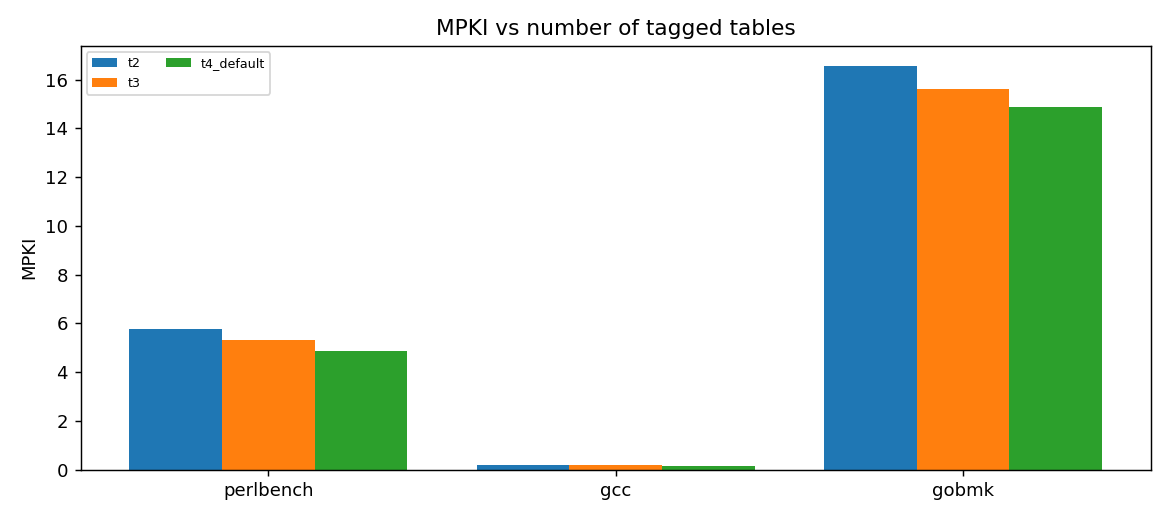 MPKI vs number of tagged tables
t2
t3
t4_default
MPKI
16
14
12
10
8
6
4
2
0
perlbench
gcc
gobmk